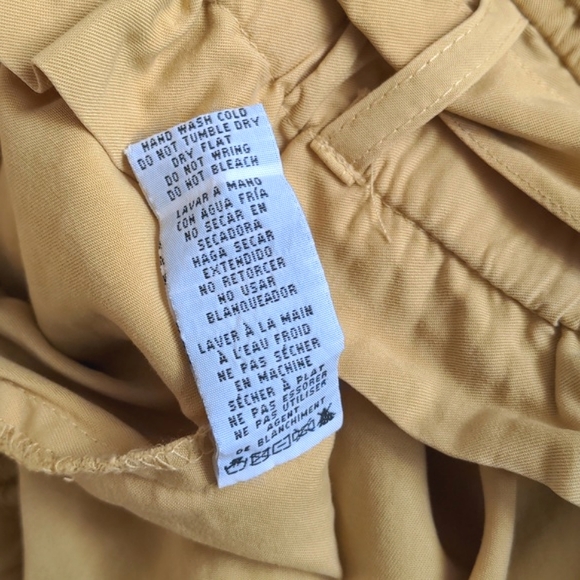 HAND WASH COLD
DO NOT TUMBLE DRY
DRY FLAT
DO NOT WRING
DO NOT BLEACH
LAVAR A MANO
CON AGUA FRÍA
NO SECAR EN
SECADORA
HAGA SECAR
EXTENDIDO
NO RETORCER
NO USAR
BLANQUEADOR
LAVER À LA MAIN
À L'EAU FROID
NE PAS SÉCHER
EN MACHINE
SÉCHER À PLAT
NE PAS ESSORER
NE PAS UTILISER
AGENT
DE BLANCHIMENT